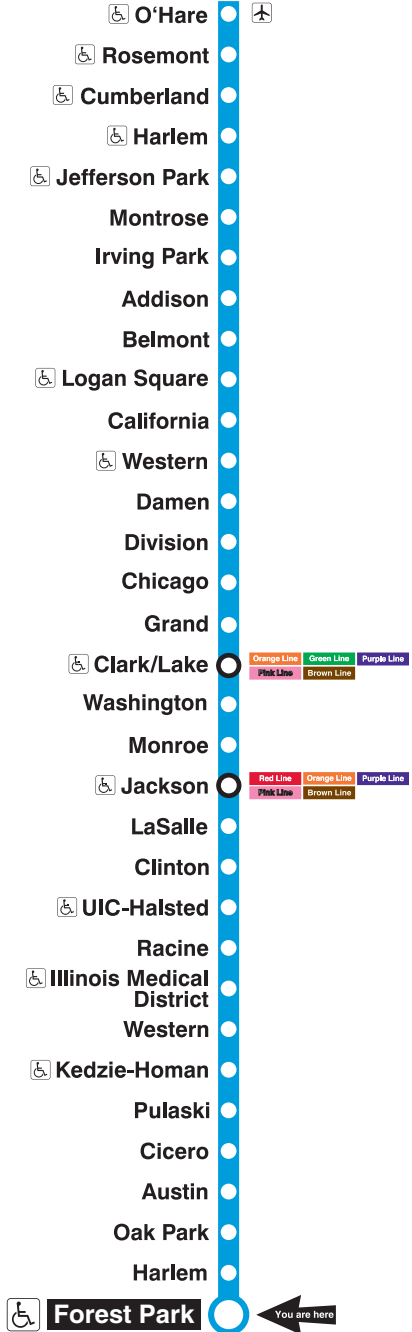 O'Hare
Rosemont
Cumberland
Harlem
Jefferson Park
Montrose
Irving Park
Addison
Belmont
Logan Square
California
Western
Damen
Division
Chicago
Grand
Clark/Lake
Orange Line Green Line Purple Line
Pink Line Brown Line
Washington
Monroe
Jackson
Red Line Orange Line Purple Line
Pink Line Brown Line
LaSalle
Clinton
UIC-Halsted
Racine
Illinois Medical
District
Western
Kedzie-Homan
Pulaski
Cicero
Austin
Oak Park
Harlem
Forest Park
You are here